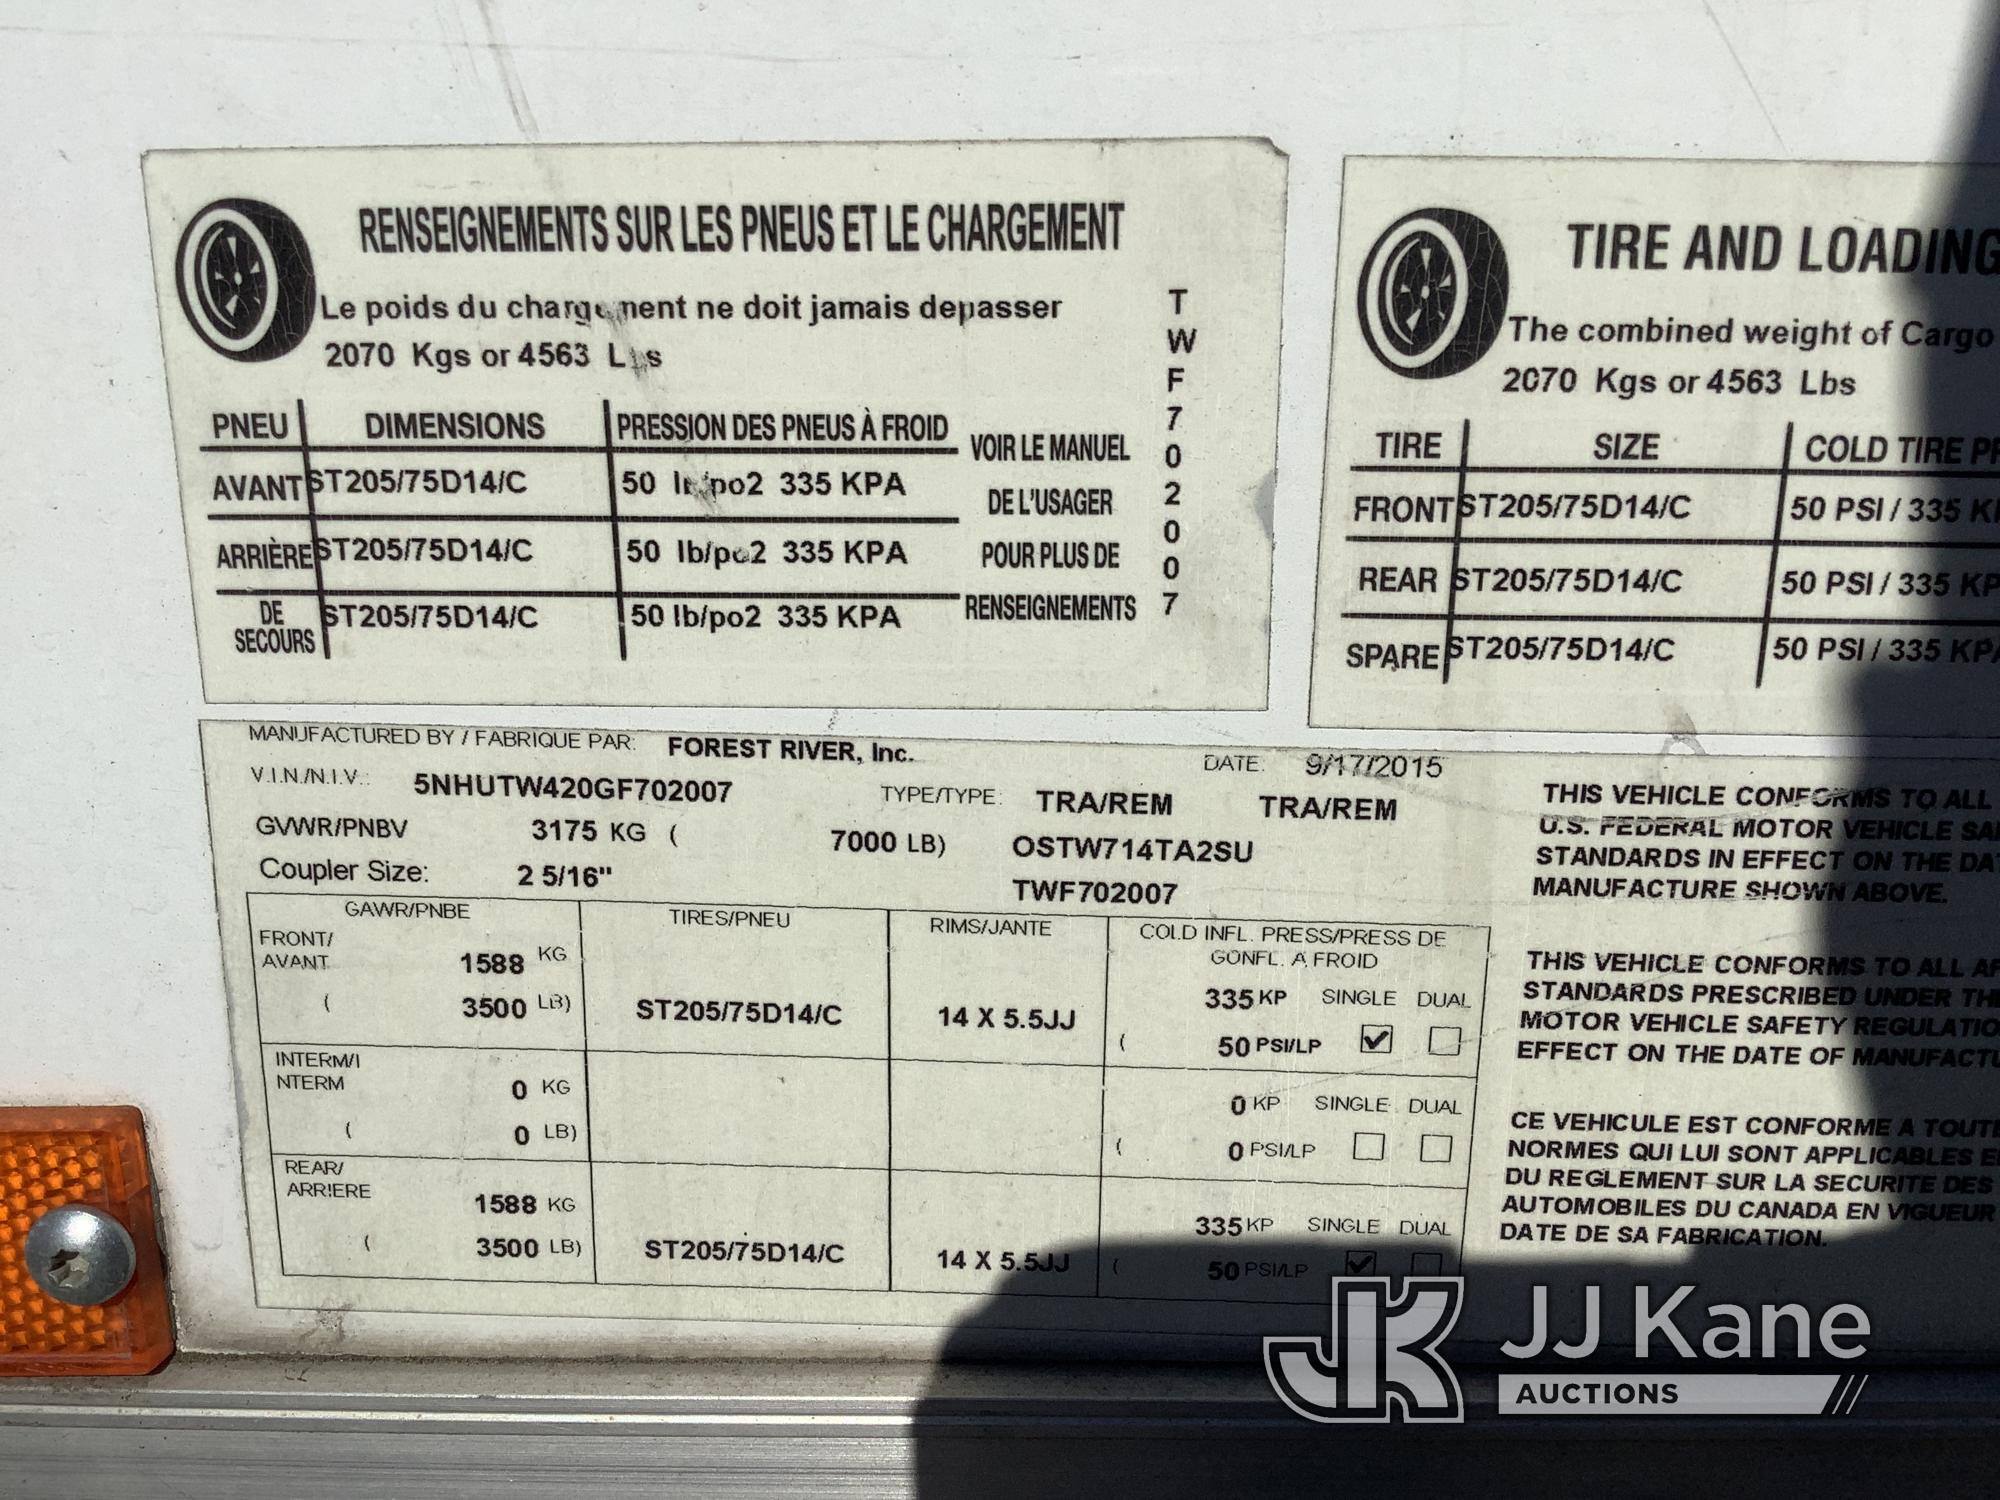 RENSEIGNEMENTS SUR LES PNEUS ET LE CHARGEMENT
Le poids du chargement ne doit jamais depasser
2070 Kgs or 4563 Lbs
PNEU DIMENSIONS PRESSION DES PNEUS À FROID
AVANT ST205/75D14/C 50 lb/po2 335 KPA
ARRIÈRE ST205/75D14/C 50 lb/po2 335 KPA
DE SECOURS ST205/75D14/C 50 lb/po2 335 KPA
VOIR LE MANUEL
DE L'USAGER
POUR PLUS DE
RENSEIGNEMENTS
TWF702007
TIRE AND LOADING
The combined weight of Cargo
2070 Kgs or 4563 Lbs
TIRE SIZE COLD TIRE
FRONT ST205/75D14/C 50 PSI / 335
REAR ST205/75D14/C 50 PSI / 335
SPARE ST205/75D14/C 50 PSI / 335 KPA
MANUFACTURED BY / FABRIQUE PAR: FOREST RIVER, Inc. DATE: 9/17/2015
V.I.N./N.I.V.: 5NHUTW420GF702007 TYPE/TYPE: TRA/REM TRA/REM
GVWR/PNBV 3175 KG ( 7000 LB) OSTW714TA2SU
Coupler Size: 2 5/16" TWF702007
GAWR/PNBE TIRES/PNEU RIMS/JANTE COLD INFL. PRESS/PRESS DE
GONFL. A FROID
FRONT/
AVANT 1588 KG 335 KP SINGLE DUAL
( 3500 LB) ST205/75D14/C 14 X 5.5JJ ( 50 PSI/LP
INTERM/I
NTERM 0 KG 0 KP SINGLE DUAL
( 0 LB) ( 0 PSI/LP
REAR/
ARRIERE 1588 KG 335 KP SINGLE DUAL
( 3500 LB) ST205/75D14/C 14 X 5.5JJ ( 50 PSI/LP
THIS VEHICLE CONFORMS TO ALL
U.S. FEDERAL MOTOR VEHICLE
STANDARDS IN EFFECT ON THE
MANUFACTURE SHOWN ABOVE.
THIS VEHICLE CONFORMS TO ALL
STANDARDS PRESCRIBED UNDER
MOTOR VEHICLE SAFETY
EFFECT ON THE DATE OF
CE VEHICULE EST CONFORME A
NORMES QUI LUI SONT APPLICABLES
DU REGLEMENT SUR LA SECURITE DES
AUTOMOBILES DU CANADA EN VIGUEUR
DATE DE SA FABRICATION.
JK JJ Kane
AUCTIONS